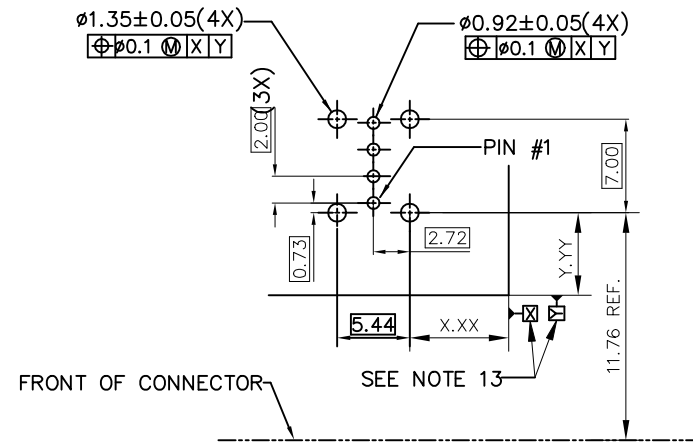 ø1.35±0.05(4X)
⌖ ø0.1 Ⓜ X Y
ø0.92±0.05(4X)
⌖ ø0.1 Ⓜ X Y
2.00(3X)
PIN #1
7.00
0.73
2.72
Y.YY
5.44
X.XX
X
Y
11.76 REF.
FRONT OF CONNECTOR
SEE NOTE 13